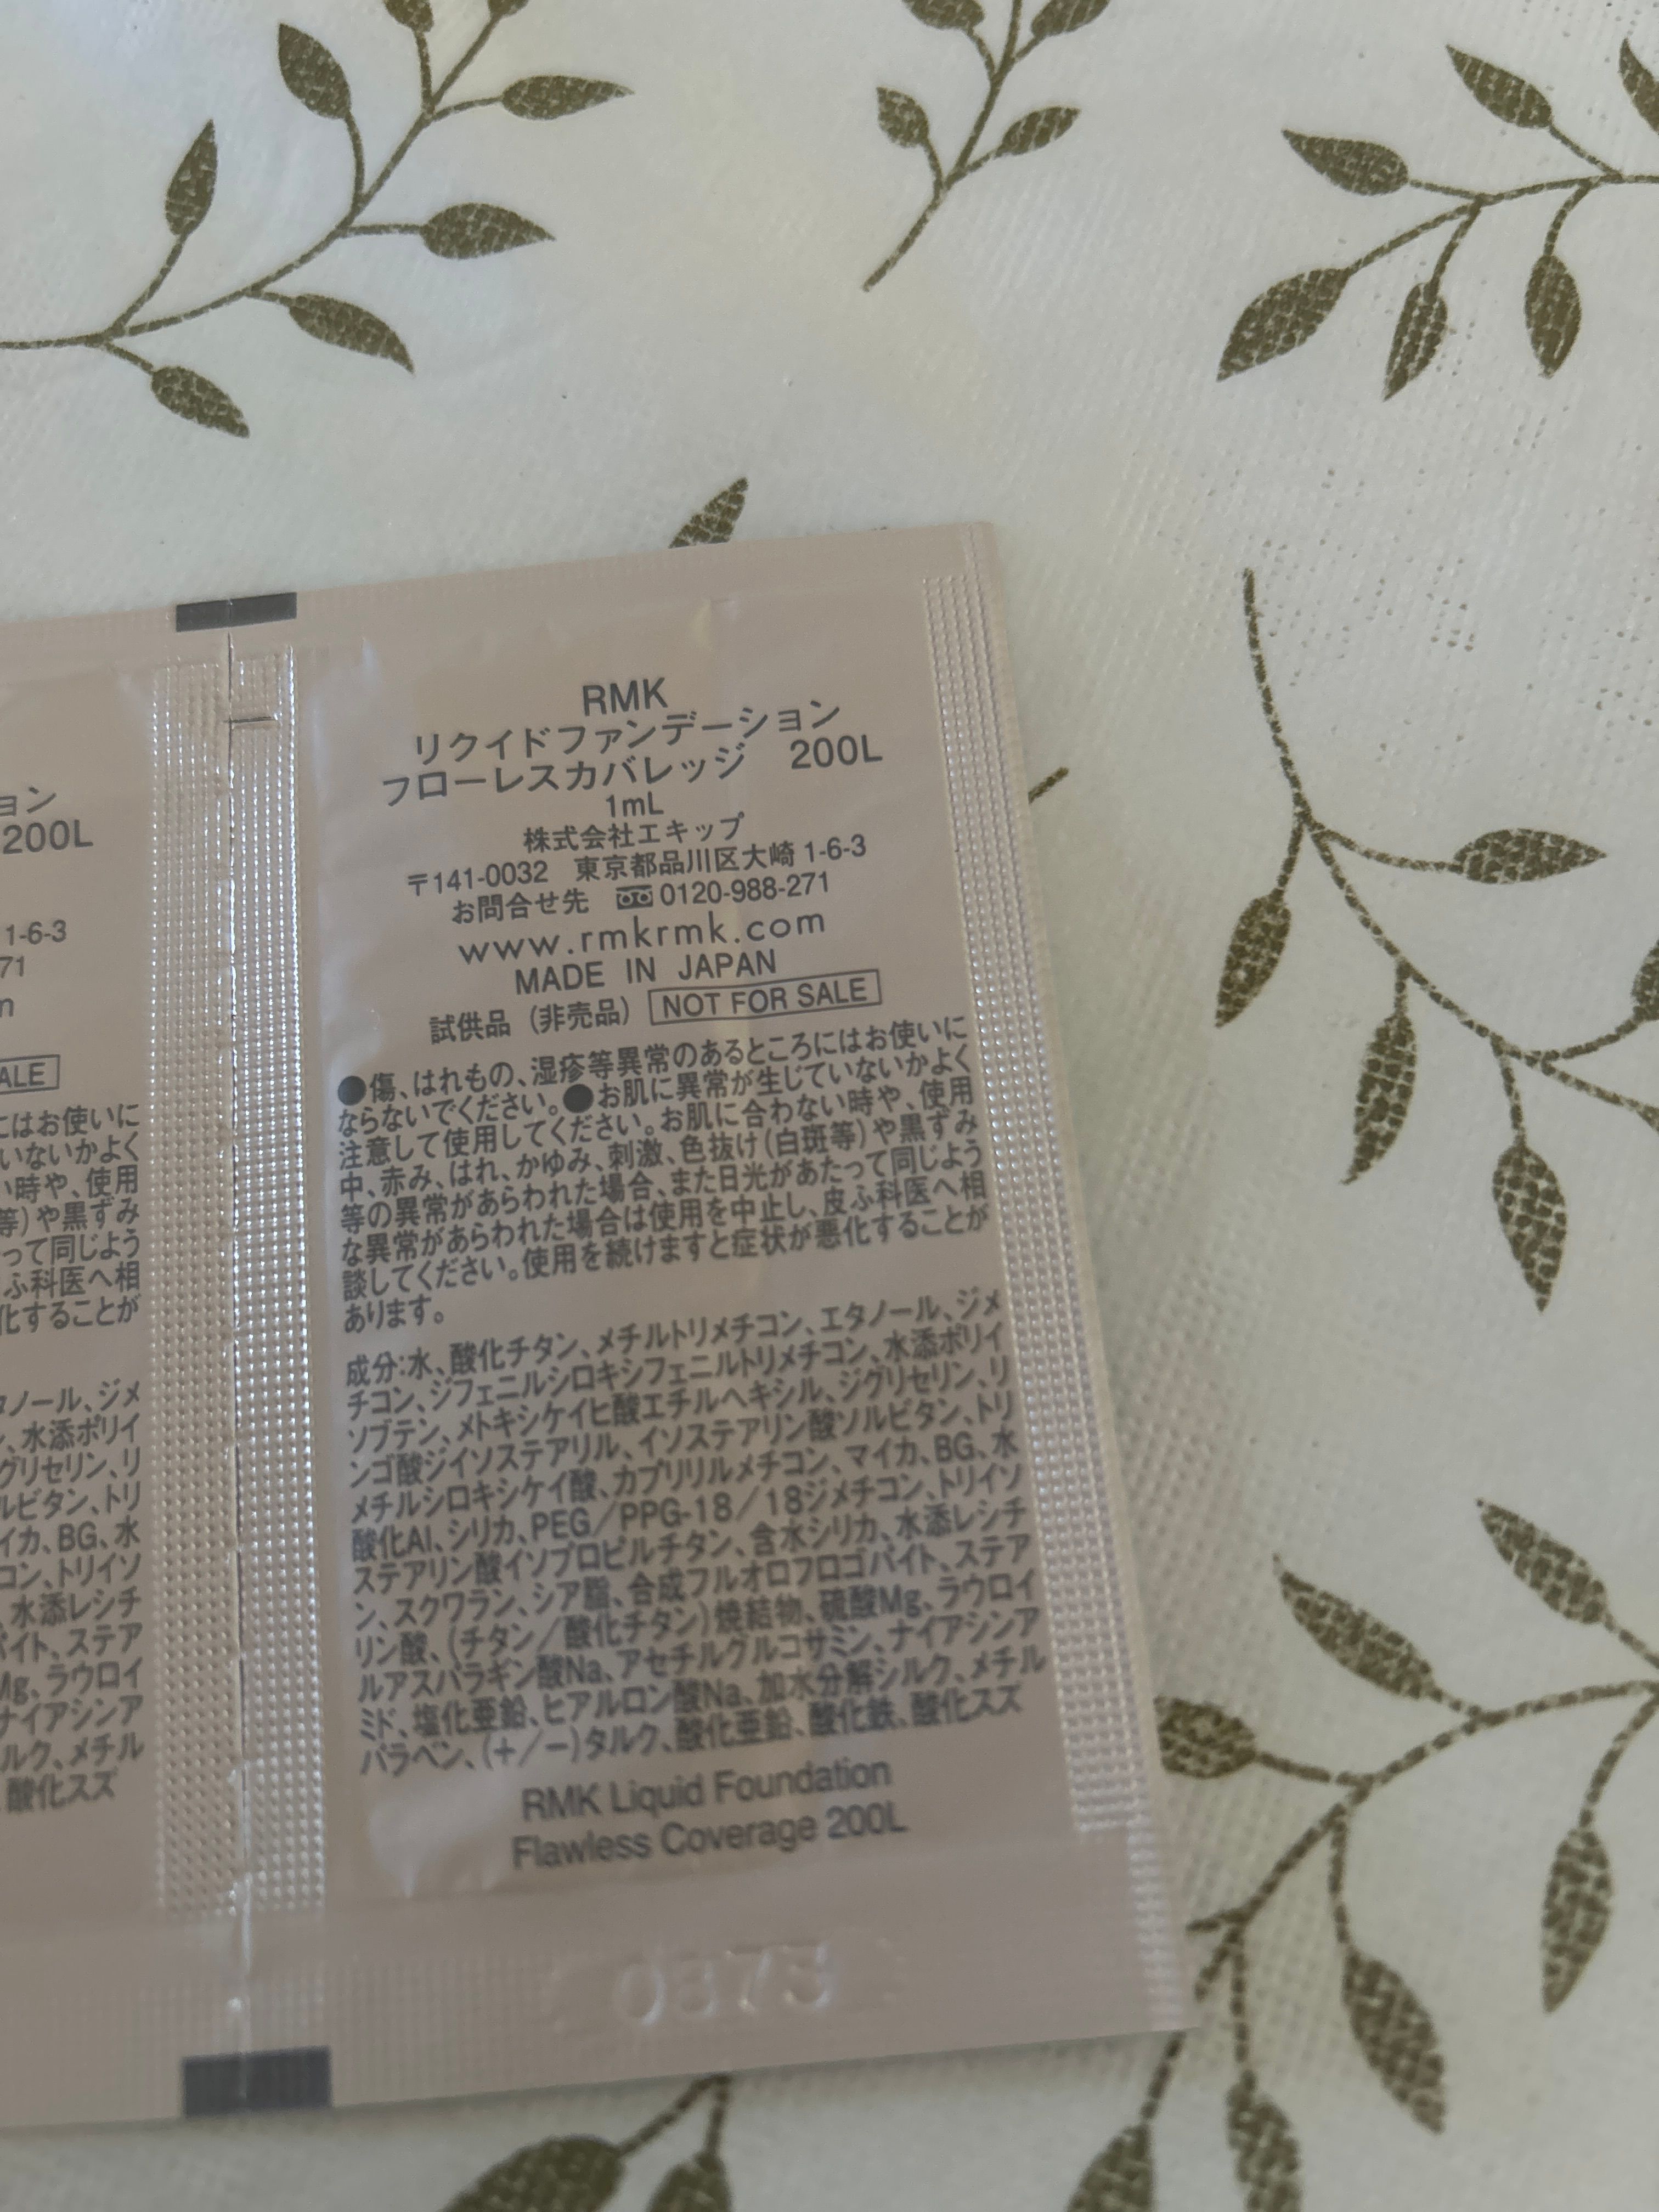 ョン
200L
1-6-3
71
m
ALE
にはお使いに
いないかよく
い時や、使用
等)や黒ずみ
って同じよう
ふ科医へ相
化することが
タノール、ジメ
ン、水添ポリイ
グリセリン、リ
ルビタン、トリ
イカ、BG、水
コン、トリイソ
、水添レシチ
バイト、ステア
Mg、ラウロイ
ナイアシンア
ルク、メチル
、酸化スズ
RMK
リクイドファンデーション
フローレスカバレッジ 200L
1mL
株式会社エキップ
〒141-0032 東京都品川区大崎 1-6-3
お問合せ先 0120-988-271
www.rmkrmk.com
MADE IN JAPAN
試供品(非売品) NOT FOR SALE
●傷、はれもの、湿疹等異常のあるところにはお使いに
ならないでください。●お肌に異常が生じていないかよく
注意して使用してください。お肌に合わない時や、使用
中、赤み、はれ、かゆみ、刺激、色抜け(白斑等)や黒ずみ
等の異常があらわれた場合、また日光があたって同じよう
な異常があらわれた場合は使用を中止し、皮ふ科医へ相
談してください。使用を続けますと症状が悪化することが
あります。
成分:水、酸化チタン、メチルトリメチコン、エタノール、ジメ
チコン、ジフェニルシロキシフェニルトリメチコン、水添ポリイ
ソブテン、メトキシケイヒ酸エチルヘキシル、ジグリセリン、リ
ンゴ酸ジイソステアリル、イソステアリン酸ソルビタン、トリ
メチルシロキシケイ酸、カプリリルメチコン、マイカ、BG、水
酸化Al、シリカ、PEG/PPG-18/18ジメチコン、トリイソ
ステアリン酸イソプロピルチタン、含水シリカ、水添レシチ
ン、スクワラン、シア脂、合成フルオロフロゴパイト、ステア
リン酸、(チタン/酸化チタン)焼結物、硫酸Mg、ラウロイ
ルアスパラギン酸Na、アセチルグルコサミン、ナイアシンア
ミド、塩化亜鉛、ヒアルロン酸Na、加水分解シルク、メチル
パラベン、(+/−)タルク、酸化亜鉛、酸化鉄、酸化スズ
RMK Liquid Foundation
Flawless Coverage 200L
0373